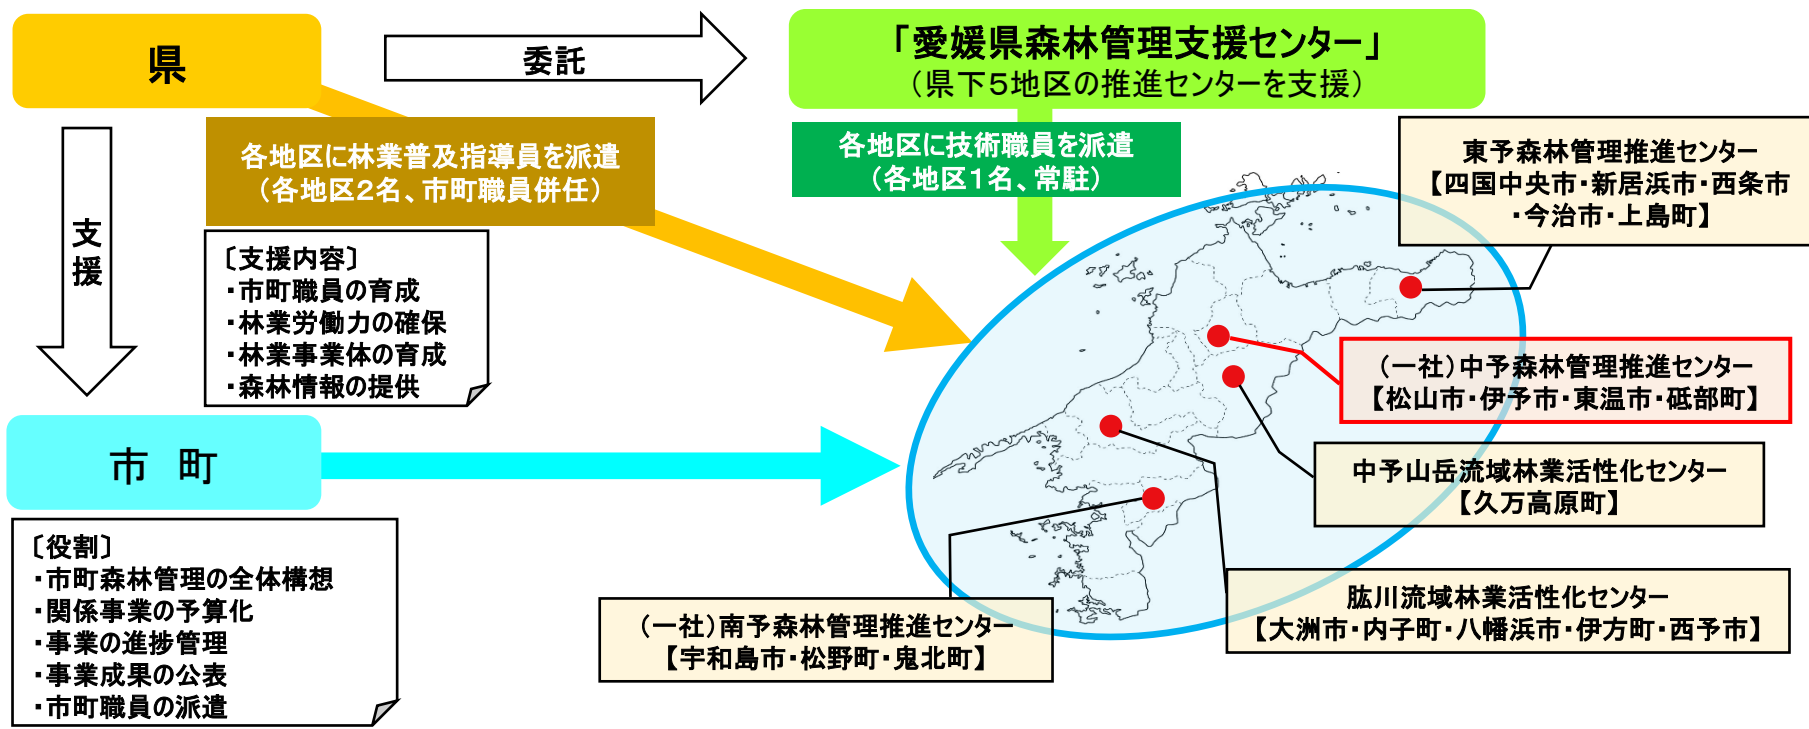 県
委託
「愛媛県森林管理支援センター」
（県下５地区の推進センターを支援）
各地区に林業普及指導員を派遣
（各地区２名、市町職員併任）
各地区に技術職員を派遣
（各地区１名、常駐）
支援
〔支援内容〕
・市町職員の育成
・林業労働力の確保
・林業事業体の育成
・森林情報の提供
市　町
〔役割〕
・市町森林管理の全体構想
・関係事業の予算化
・事業の進捗管理
・事業成果の公表
・市町職員の派遣
東予森林管理推進センター
【四国中央市・新居浜市・西条市
・今治市・上島町】
（一社）中予森林管理推進センター
【松山市・伊予市・東温市・砥部町】
中予山岳流域林業活性化センター
【久万高原町】
肱川流域林業活性化センター
【大洲市・内子町・八幡浜市・伊方町・西予市】
（一社）南予森林管理推進センター
【宇和島市・松野町・鬼北町】